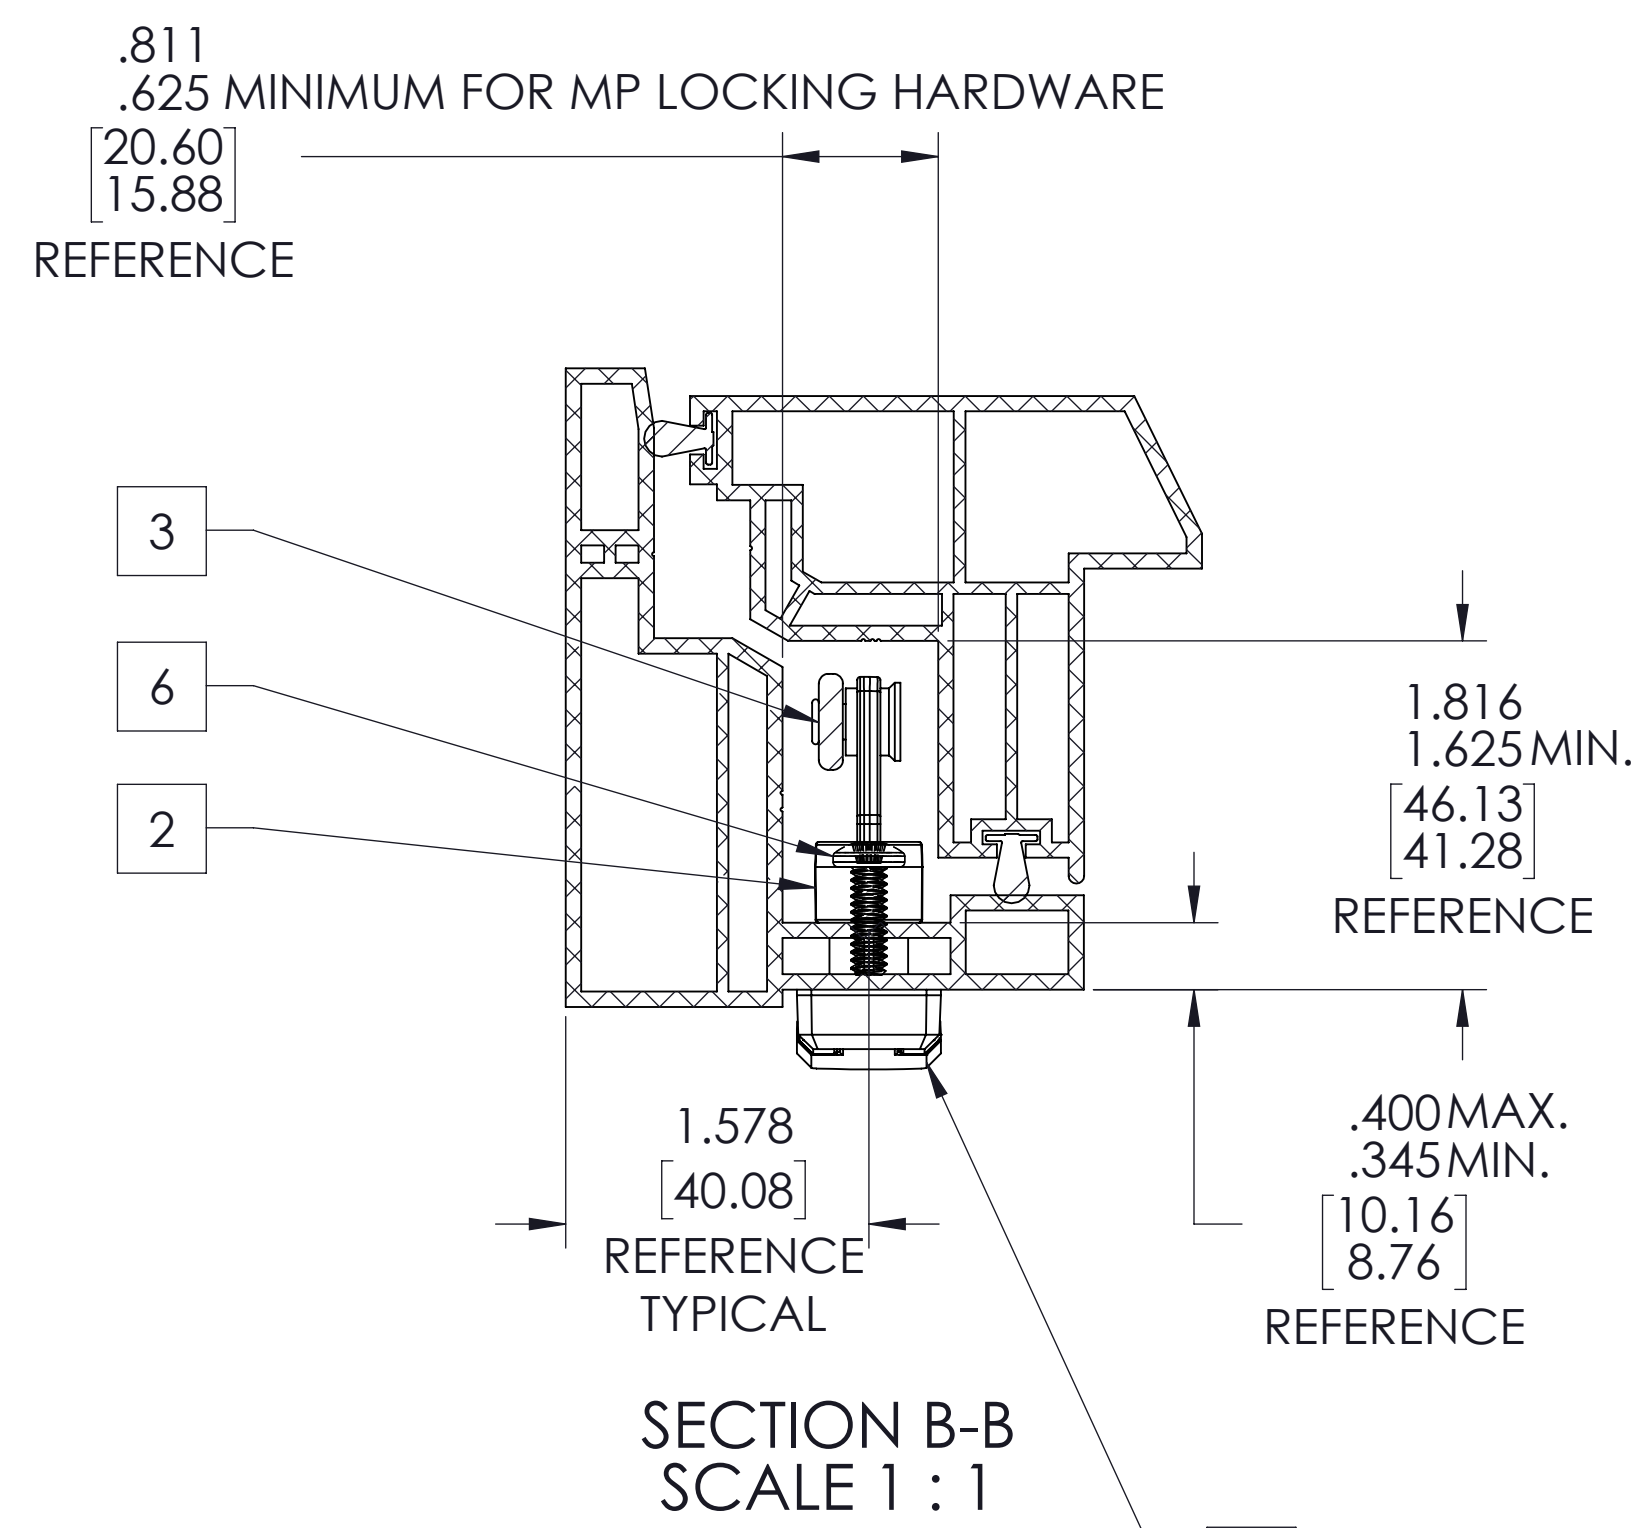 .811
.625 MINIMUM FOR MP LOCKING HARDWARE
[20.60]
[15.88]
REFERENCE
3
6
2
1.816
1.625 MIN.
[46.13]
[41.28]
REFERENCE
.400 MAX.
.345 MIN.
[10.16]
[8.76]
REFERENCE
1.578
[40.08]
REFERENCE
TYPICAL
SECTION B-B
SCALE 1 : 1